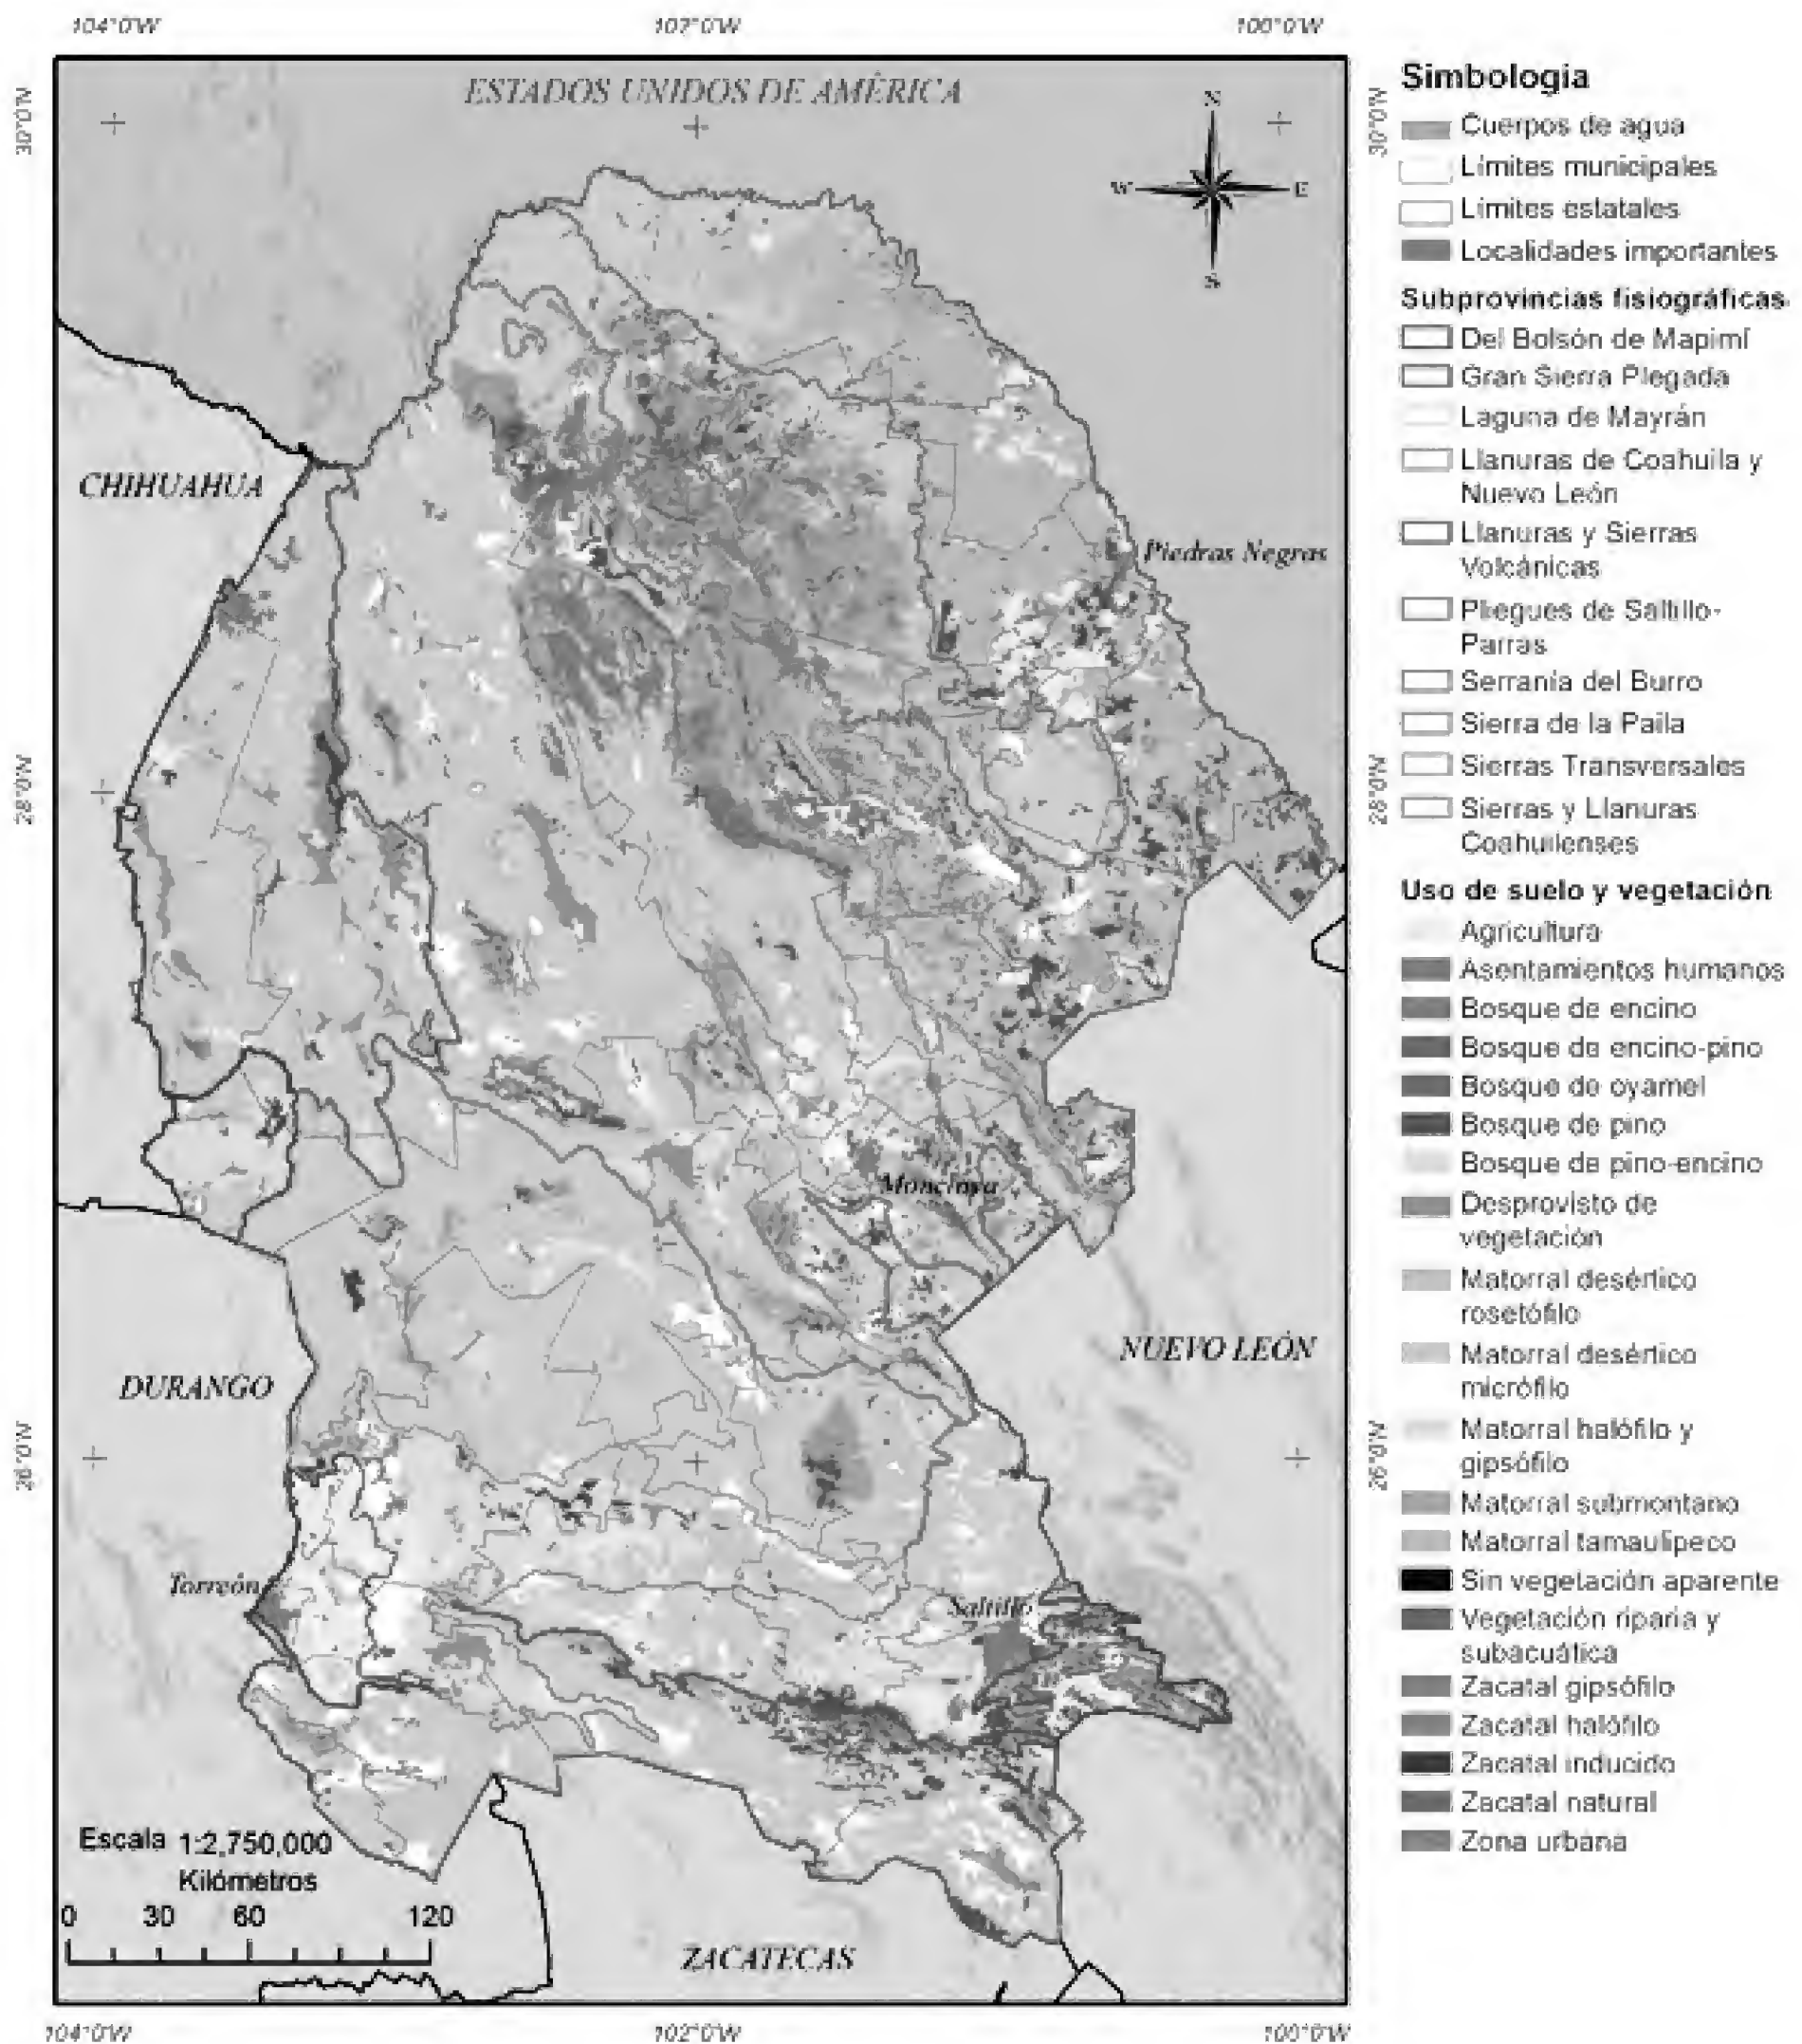 104°0'W 102°0'W 100°0'W
30°0'N
30°0'N
ESTADOS UNIDOS DE AMÉRICA
N
W E
S
CHIHUAHUA
Piedras Negras
28°0'N
28°0'N
Monclova
NUEVO LEÓN
DURANGO
26°0'N
26°0'N
Torreón
Saltillo
Escala 1:2,750,000
Kilómetros
0 30 60 120
ZACATECAS
104°0'W 102°0'W 100°0'W
Simbología
Cuerpos de agua
Límites municipales
Límites estatales
Localidades importantes
Subprovincias fisiográficas
Del Bolsón de Mapimí
Gran Sierra Plegada
Laguna de Mayrán
Llanuras de Coahuila y
Nuevo León
Llanuras y Sierras
Volcánicas
Pliegues de Saltillo-
Parras
Serranía del Burro
Sierra de la Paila
Sierras Transversales
Sierras y Llanuras
Coahuilenses
Uso de suelo y vegetación
Agricultura
Asentamientos humanos
Bosque de encino
Bosque de encino-pino
Bosque de oyamel
Bosque de pino
Bosque de pino-encino
Desprovisto de
vegetación
Matorral desértico
rosetófilo
Matorral desértico
micrófilo
Matorral halófilo y
gipsófilo
Matorral submontano
Matorral tamaulipeco
Sin vegetación aparente
Vegetación riparia y
subacuática
Zacatal gipsófilo
Zacatal halófilo
Zacatal inducido
Zacatal natural
Zona urbana